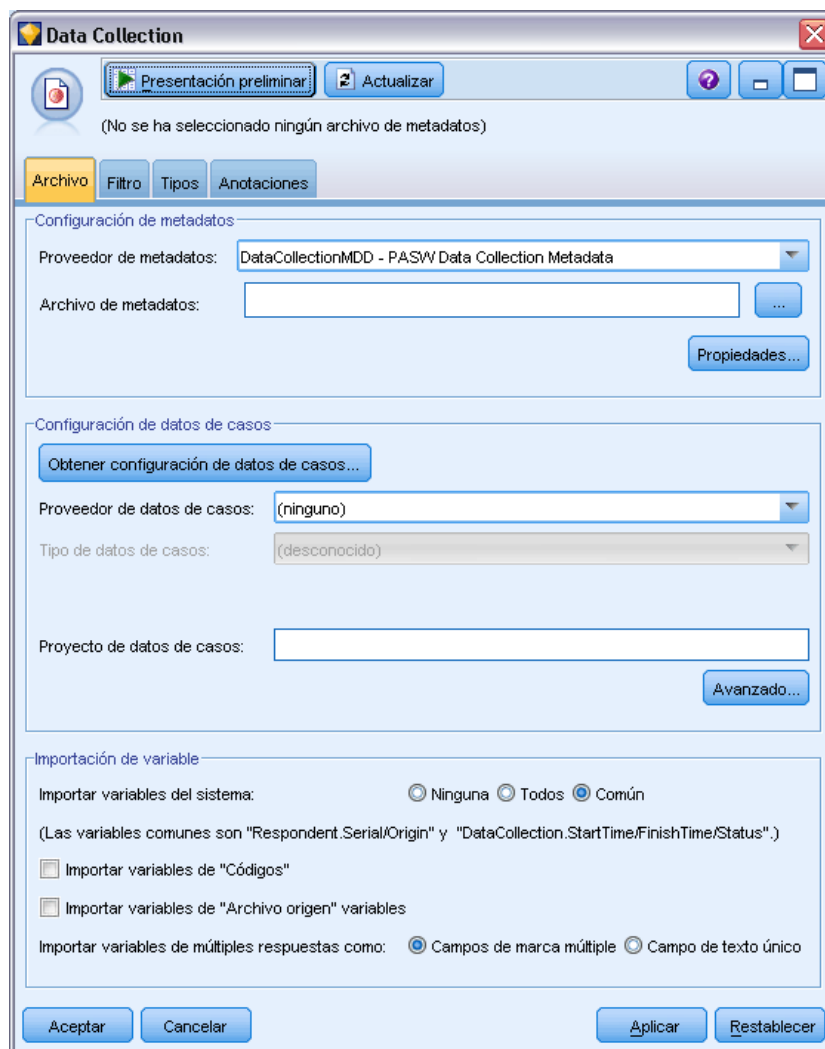 Data Collection
Presentación preliminar Actualizar
(No se ha seleccionado ningún archivo de metadatos)
Archivo Filtro Tipos Anotaciones
Configuración de metadatos
Proveedor de metadatos: DataCollectionMDD - PASW Data Collection Metadata
Archivo de metadatos: ...
Propiedades...
Configuración de datos de casos
Obtener configuración de datos de casos...
Proveedor de datos de casos: (ninguno)
Tipo de datos de casos: (desconocido)
Proyecto de datos de casos:
Avanzado...
Importación de variable
Importar variables del sistema: Ninguna Todos Común
(Las variables comunes son "Respondent.Serial/Origin" y "DataCollection.StartTime/FinishTime/Status".)
Importar variables de "Códigos"
Importar variables de "Archivo origen" variables
Importar variables de múltiples respuestas como: Campos de marca múltiple Campo de texto único
Aceptar Cancelar Aplicar Restablecer